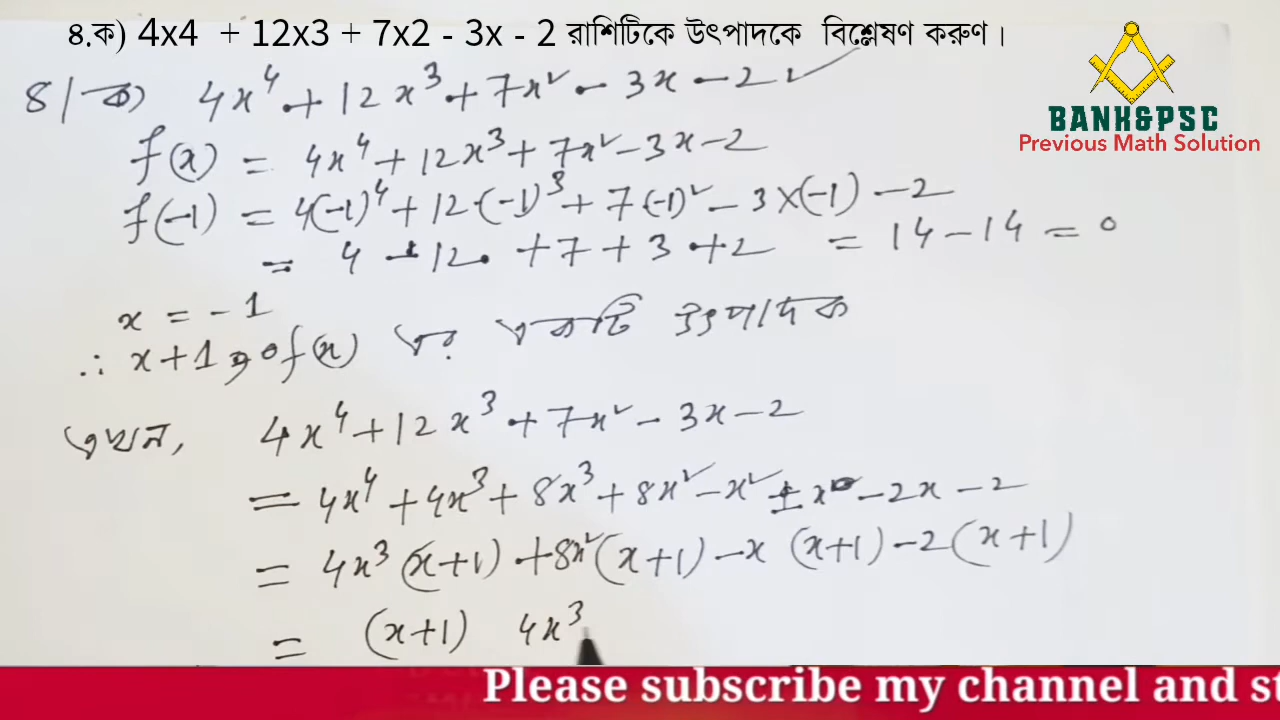 ৪.ক) 4x4 + 12x3 + 7x2 - 3x - 2 রাশিটিকে উৎপাদকে বিশ্লেষণ করুণ।
BANK&PSC
Previous Math Solution
৪|ক) 4x⁴ + 12x³ + 7x² - 3x - 2
f(x) = 4x⁴ + 12x³ + 7x² - 3x - 2
f(-1) = 4(-1)⁴ + 12(-1)³ + 7(-1)² - 3×(-1) - 2
= 4 - 12 + 7 + 3 + 2 = 14 - 14 = 0
x = -1
∴ x+1, f(x) এর একটি উৎপাদক
এখন, 4x⁴ + 12x³ + 7x² - 3x - 2
= 4x⁴ + 4x³ + 8x³ + 8x² - x² - x - 2x - 2
= 4x³(x+1) + 8x²(x+1) - x(x+1) - 2(x+1)
= (x+1) 4x³
Please subscribe my channel and st